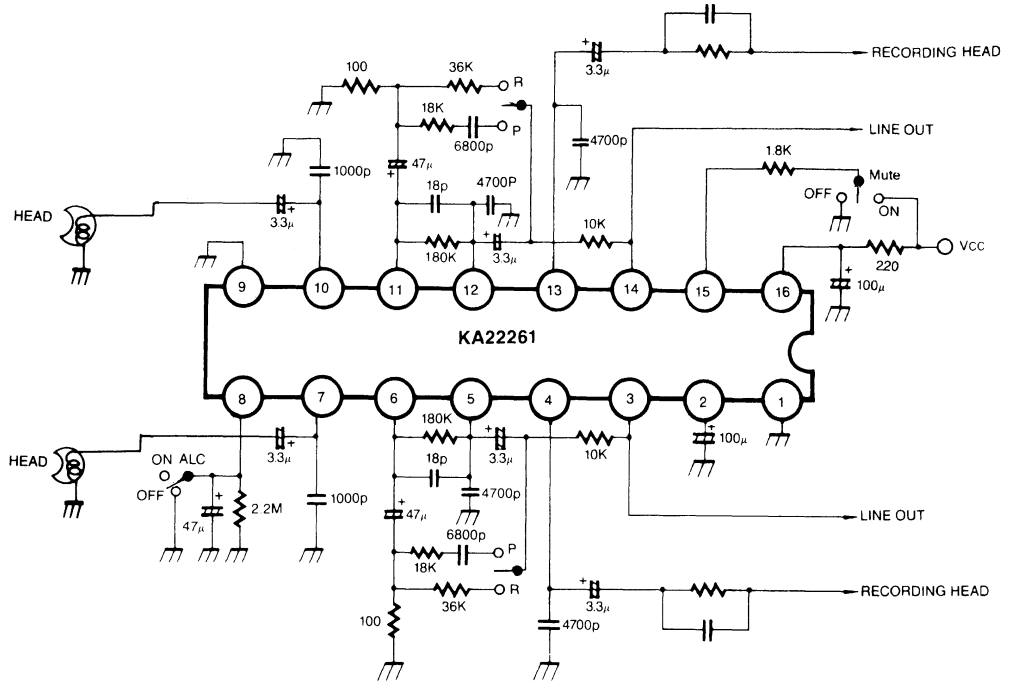 3.3μ
RECORDING HEAD
100
36K
R
18K
P
6800p
4700p
LINE OUT
1000p
47μ
1.8K
Mute
OFF
ON
HEAD
3.3μ
18p
4700P
180K
3.3μ
10K
VCC
220
100μ
9
10
11
12
13
14
15
16
KA22261
8
7
6
5
4
3
2
1
180K
3.3μ
10K
100μ
HEAD
3.3μ
18p
ON ALC
OFF
47μ
2.2M
1000p
4700p
47μ
LINE OUT
6800p
P
18K
R
36K
3.3μ
RECORDING HEAD
100
4700p